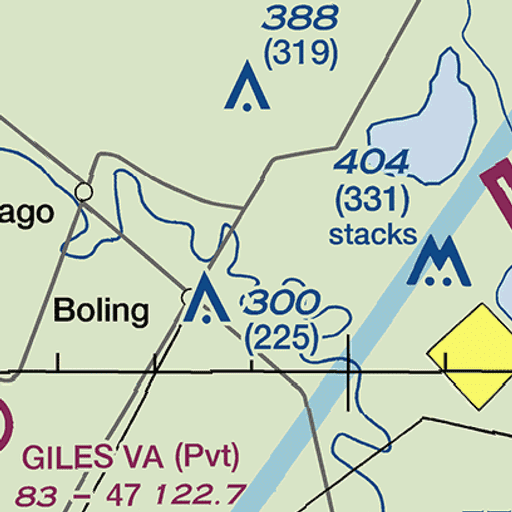 388
(319)
404
(331)
stacks
ago
Boling
300
(225)
GILES VA (Pvt)
83 - 47 122.7